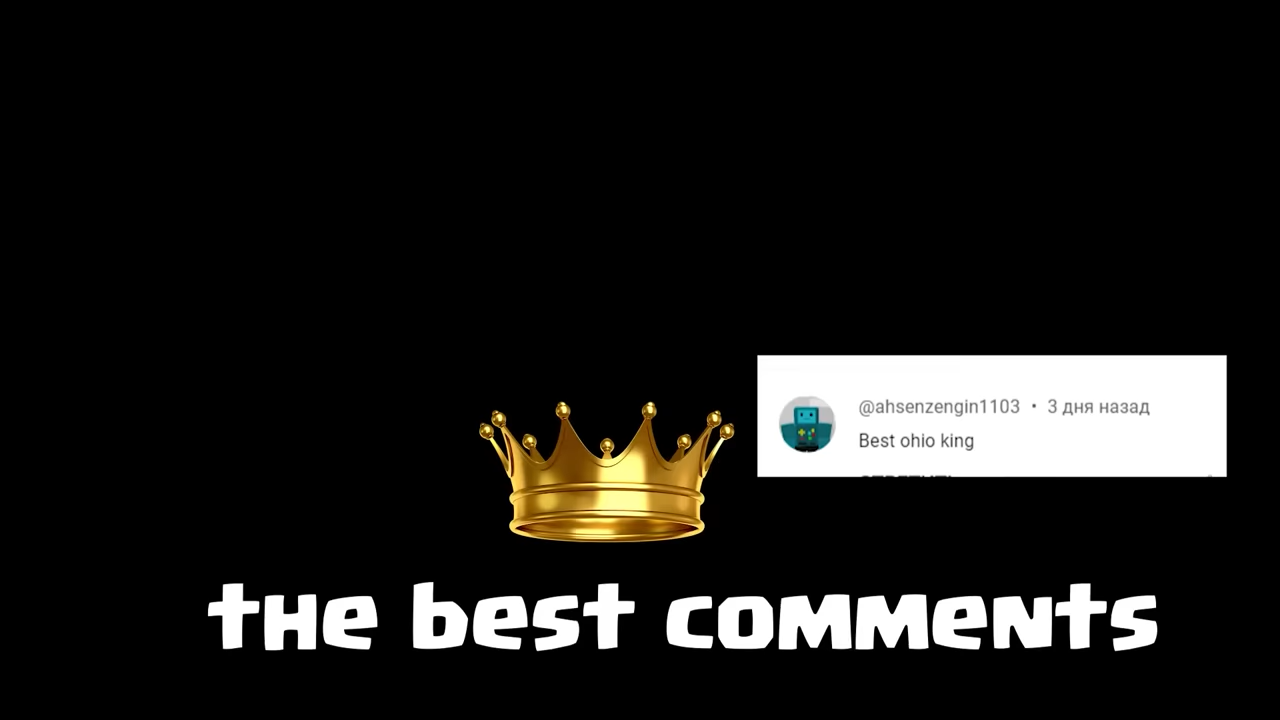 @ahsenzengin1103 • 3 дня назад
Best ohio king
the best comments